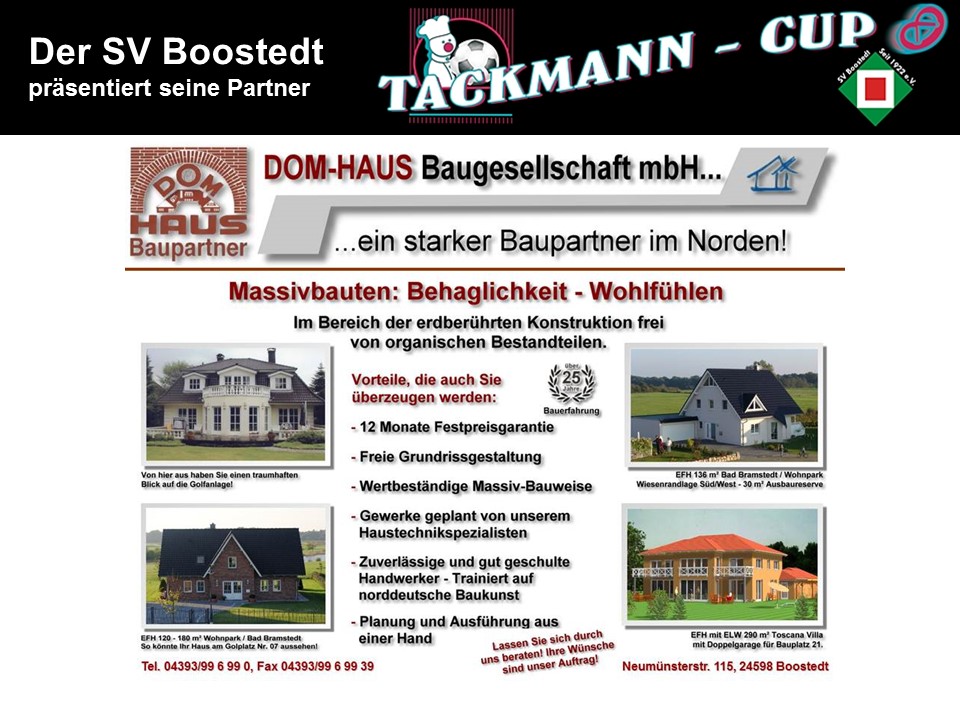 Der SV Boostedt
präsentiert seine Partner
TACKMANN - CUP
SV Boostedt Seit 1922 e.V.
DOM
HAUS
Baupartner
DOM-HAUS Baugesellschaft mbH...
...ein starker Baupartner im Norden!
Massivbauten: Behaglichkeit - Wohlfühlen
Im Bereich der erdberührten Konstruktion frei
von organischen Bestandteilen.
Von hier aus haben Sie einen traumhaften
Blick auf die Golfanlage!
EFH 120 - 180 m² Wohnpark / Bad Bramstedt
So könnte Ihr Haus am Golplatz Nr. 07 aussehen!
Vorteile, die auch Sie
überzeugen werden:
über
25
Jahre
Bauerfahrung
- 12 Monate Festpreisgarantie
- Freie Grundrissgestaltung
- Wertbeständige Massiv-Bauweise
- Gewerke geplant von unserem
Haustechnikspezialisten
- Zuverlässige und gut geschulte
Handwerker - Trainiert auf
norddeutsche Baukunst
- Planung und Ausführung aus
einer Hand
EFH 136 m² Bad Bramstedt / Wohnpark
Wiesenrandlage Süd/West - 30 m² Ausbaureserve
EFH mit ELW 290 m² Toscana Villa
mit Doppelgarage für Bauplatz 21.
Lassen Sie sich durch
uns beraten! Ihre Wünsche
sind unser Auftrag!
Tel. 04393/99 6 99 0, Fax 04393/99 6 99 39
Neumünsterstr. 115, 24598 Boostedt